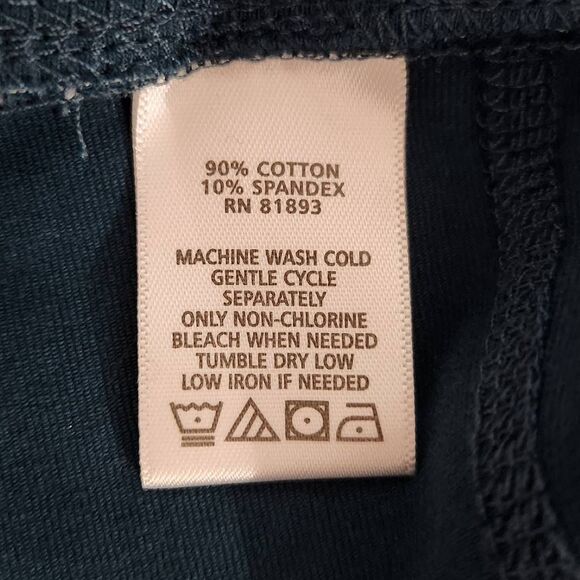 90% COTTON
10% SPANDEX
RN 81893
MACHINE WASH COLD
GENTLE CYCLE
SEPARATELY
ONLY NON-CHLORINE
BLEACH WHEN NEEDED
TUMBLE DRY LOW
LOW IRON IF NEEDED